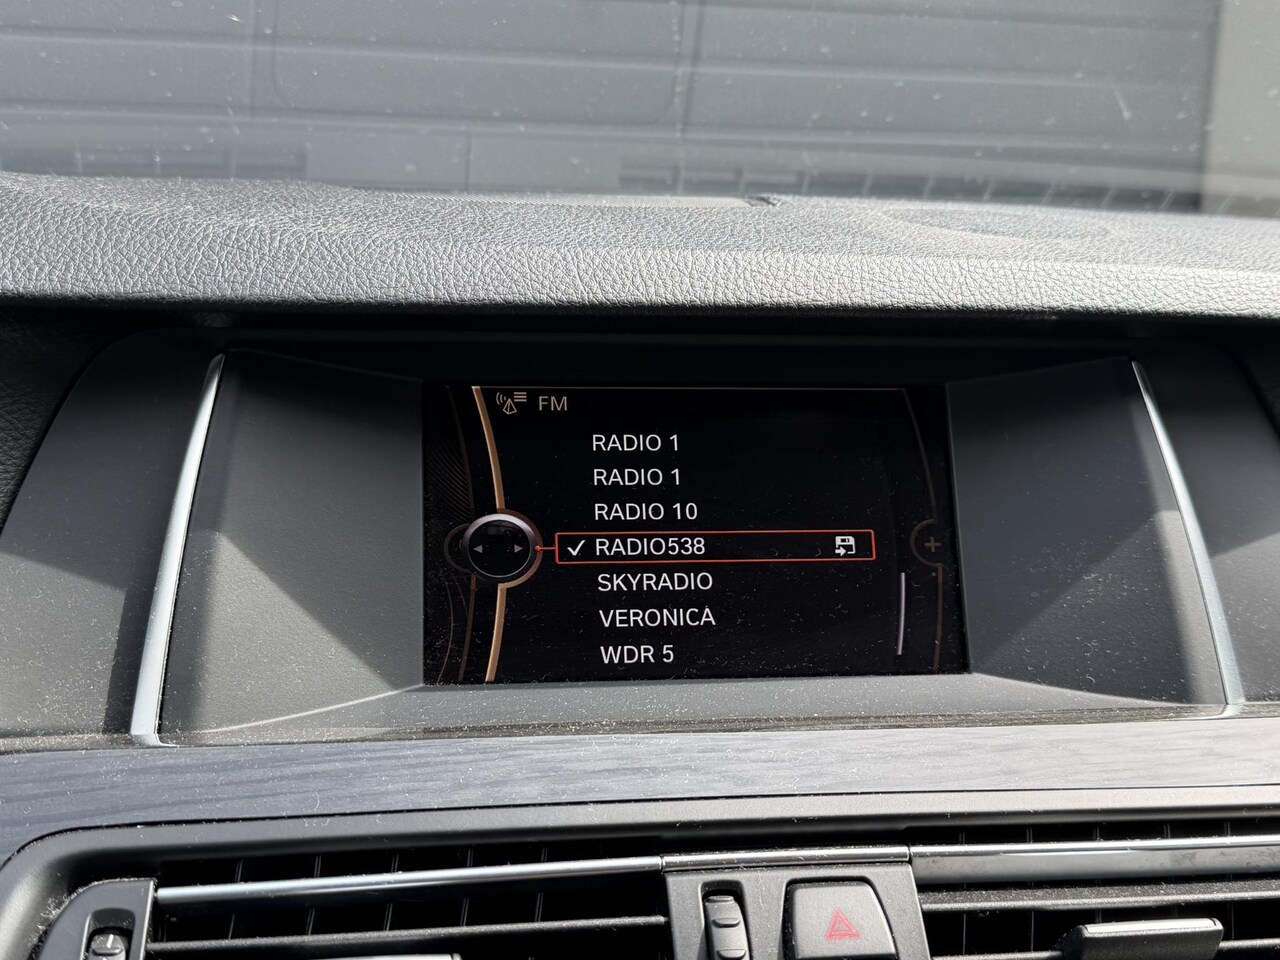 FM
RADIO 1
RADIO 1
RADIO 10
RADIO538
SKYRADIO
VERONICA
WDR 5